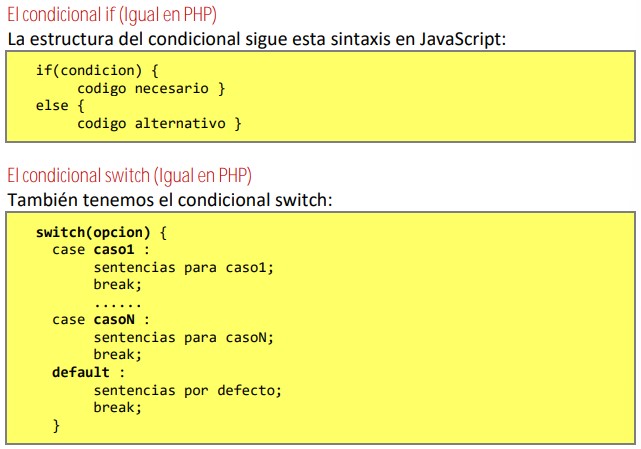 El condicional if (Igual en PHP)
La estructura del condicional sigue esta sintaxis en JavaScript:
if(condicion) {
codigo necesario }
else {
codigo alternativo }
El condicional switch (Igual en PHP)
También tenemos el condicional switch:
switch(opcion) {
case caso1 :
sentencias para caso1;
break;
......
case casoN :
sentencias para casoN;
break;
default :
sentencias por defecto;
break;
}